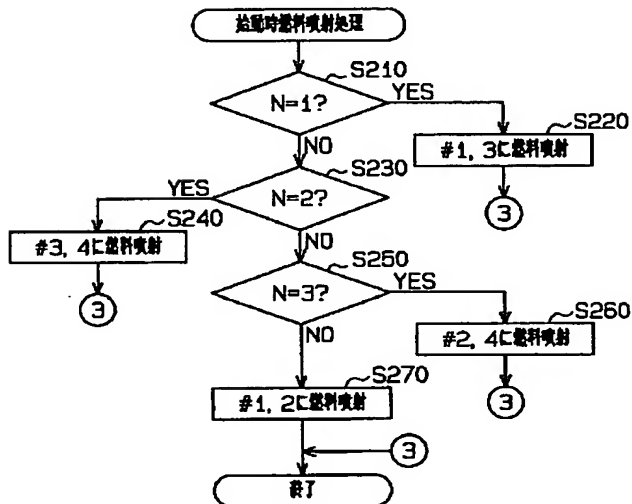 始動時燃料噴射処理
S210
N=1?
YES
S220
#1, 3に燃料噴射
NO
③
S230
YES
N=2?
S240
#3, 4に燃料噴射
NO
③
S250
N=3?
YES
S260
#2, 4に燃料噴射
NO
③
S270
#1, 2に燃料噴射
③
終了